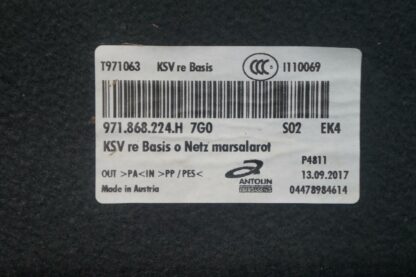 T971063 KSV re Basis CCC S I110069
971.868.224.H 7G0 S02 EK4
KSV re Basis o Netz marsalarot
P4811
OUT >PA<IN >PP/PES< ANTOLIN 13.09.2017
Made in Austria 04478984614